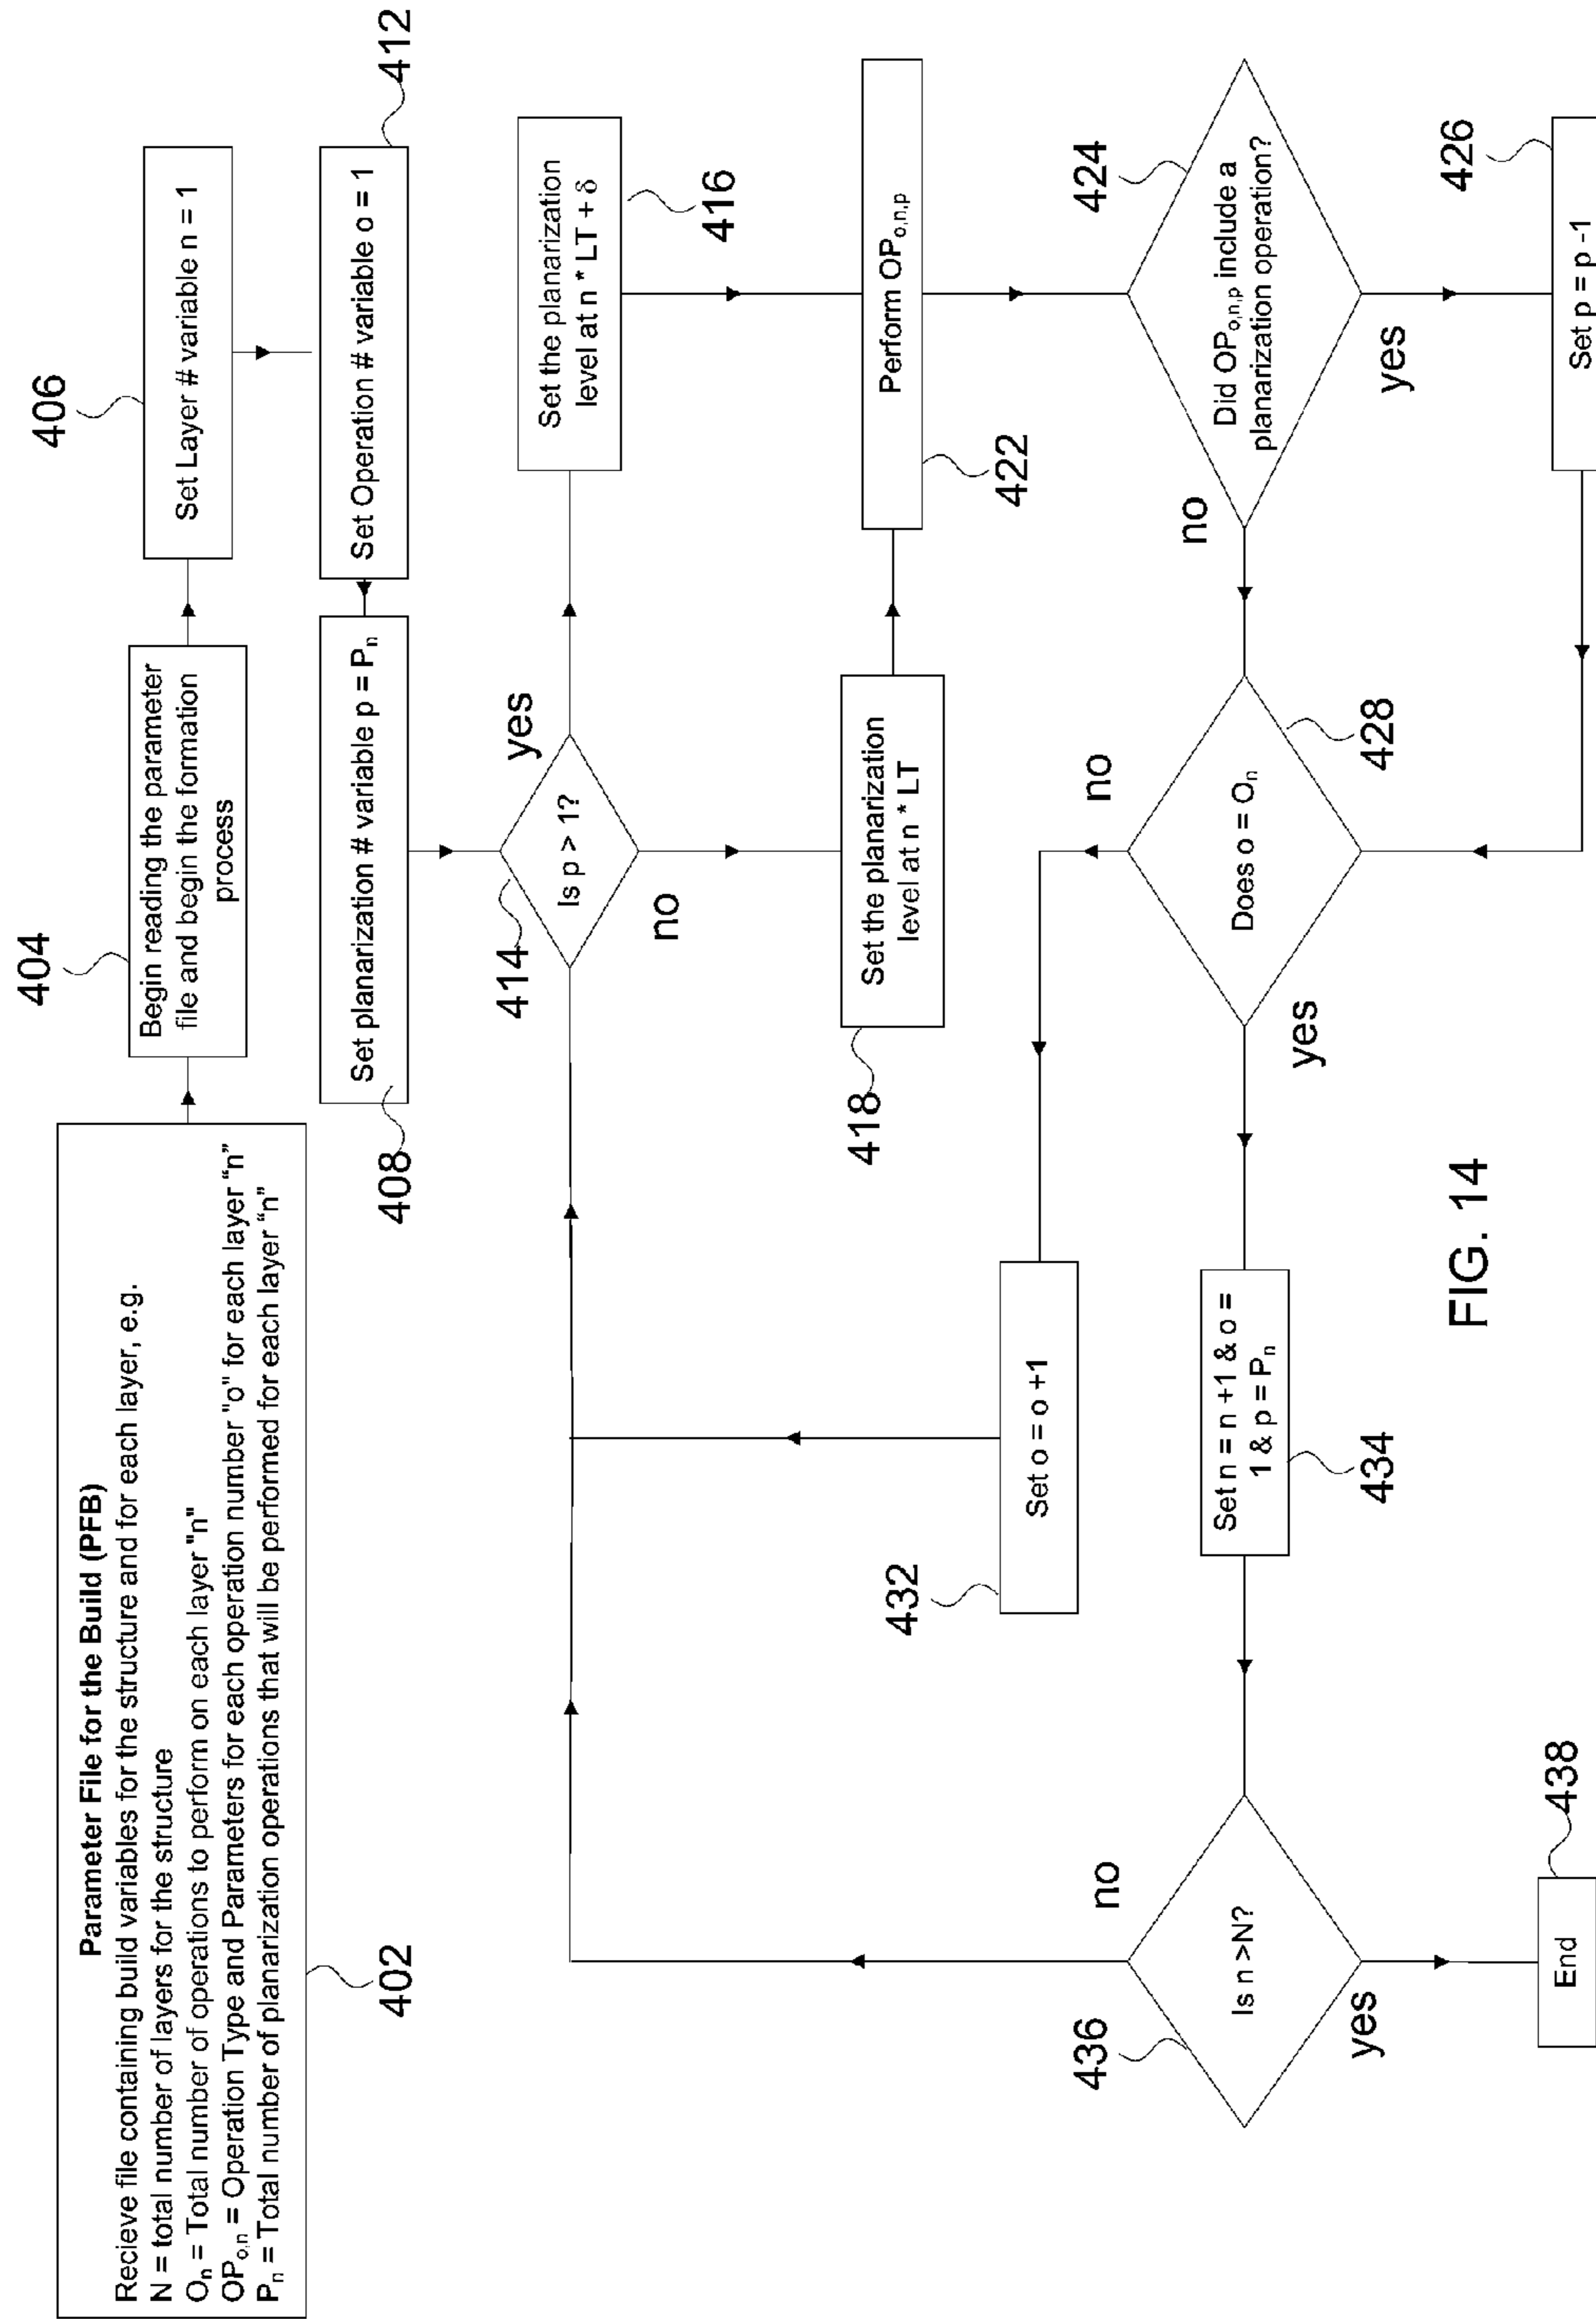 Parameter File for the Build (PFB)
Recieve file containing build variables for the structure and for each layer, e.g.
N = total number of layers for the structure
Oₙ = Total number of operations to perform on each layer "n"
OPₒ,ₙ = Operation Type and Parameters for each operation number "o" for each layer "n"
Pₙ = Total number of planarization operations that will be performed for each layer "n"
402
404
Begin reading the parameter
file and begin the formation
process
406
Set Layer # variable n = 1
408
Set planarization # variable p = Pₙ
Set Operation # variable o = 1
412
414
Is p > 1?
yes
no
Set the planarization
level at n * LT + δ
416
418
Set the planarization
level at n * LT
422
Perform OPₒ,ₙ,ₚ
432
Set o = o +1
no
Does o = Oₙ
428
yes
no
Did OPₒ,ₙ,ₚ include a
planarization operation?
424
yes
436
Is n >N?
no
yes
Set n = n +1 & o =
1 & p = Pₙ
434
End
438
Set p = p -1
426
FIG. 14